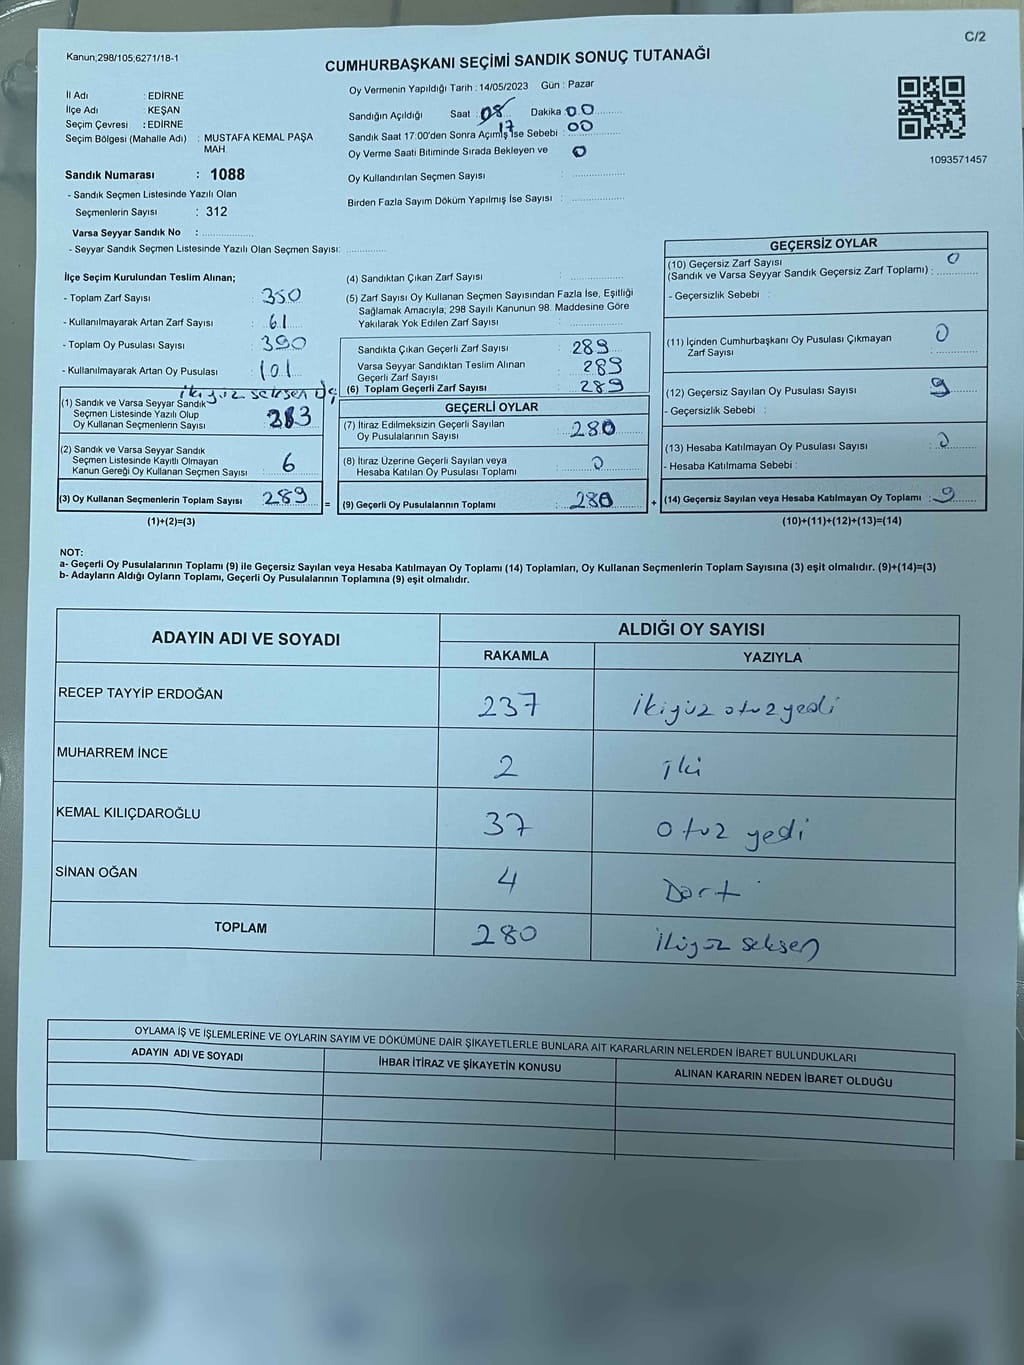 C/2
Kanun;298/105;6271/18-1
CUMHURBAŞKANI SEÇİMİ SANDIK SONUÇ TUTANAĞI
Oy Vermenin Yapıldığı Tarih : 14/05/2023 Gün : Pazar
İl Adı : EDİRNE
İlçe Adı : KEŞAN
Seçim Çevresi : EDİRNE
Seçim Bölgesi (Mahalle Adı) : MUSTAFA KEMAL PAŞA MAH.
Sandık Numarası : 1088
- Sandık Seçmen Listesinde Yazılı Olan
Seçmenlerin Sayısı : 312
Varsa Seyyar Sandık No :
- Seyyar Sandık Seçmen Listesinde Yazılı Olan Seçmen Sayısı:
Sandığın Açıldığı Saat : 08 17 Dakika : 00
Sandık Saat 17:00'den Sonra Açımış İse Sebebi : 00
Oy Verme Saati Bitiminde Sırada Bekleyen ve 0
Oy Kullandırılan Seçmen Sayısı :
Birden Fazla Sayım Döküm Yapılmış İse Sayısı :
1093571457
İlçe Seçim Kurulundan Teslim Alınan;
- Toplam Zarf Sayısı : 350
- Kullanılmayarak Artan Zarf Sayısı : 61
- Toplam Oy Pusulası Sayısı : 390
- Kullanılmayarak Artan Oy Pusulası : 101
ikiyüz seksen üç
(1) Sandık ve Varsa Seyyar Sandık
Seçmen Listesinde Yazılı Olup
Oy Kullanan Seçmenlerin Sayısı : 283
(2) Sandık ve Varsa Seyyar Sandık
Seçmen Listesinde Kayıtlı Olmayan
Kanun Gereği Oy Kullanan Seçmen Sayısı : 6
(3) Oy Kullanan Seçmenlerin Toplam Sayısı : 289
(1)+(2)=(3)
(4) Sandıktan Çıkan Zarf Sayısı :
(5) Zarf Sayısı Oy Kullanan Seçmen Sayısından Fazla İse, Eşitliği
Sağlamak Amacıyla; 298 Sayılı Kanunun 98. Maddesine Göre
Yakılarak Yok Edilen Zarf Sayısı :
Sandıkta Çıkan Geçerli Zarf Sayısı : 289
Varsa Seyyar Sandıktan Teslim Alınan
Geçerli Zarf Sayısı : 289
(6) Toplam Geçerli Zarf Sayısı : 289
GEÇERLİ OYLAR
(7) İtiraz Edilmeksizin Geçerli Sayılan
Oy Pusulalarının Sayısı : 280
(8) İtiraz Üzerine Geçerli Sayılan veya
Hesaba Katılan Oy Pusulası Toplamı : 0
= (9) Geçerli Oy Pusulalarının Toplamı : 280 +
GEÇERSİZ OYLAR
(10) Geçersiz Zarf Sayısı 0
(Sandık ve Varsa Seyyar Sandık Geçersiz Zarf Toplamı) :
- Geçersizlik Sebebi :
(11) İçinden Cumhurbaşkanı Oy Pusulası Çıkmayan 0
Zarf Sayısı :
(12) Geçersiz Sayılan Oy Pusulası Sayısı : 9
- Geçersizlik Sebebi :
(13) Hesaba Katılmayan Oy Pusulası Sayısı : 0
- Hesaba Katılmama Sebebi :
(14) Geçersiz Sayılan veya Hesaba Katılmayan Oy Toplamı : 9
(10)+(11)+(12)+(13)=(14)
NOT:
a- Geçerli Oy Pusulalarının Toplamı (9) ile Geçersiz Sayılan veya Hesaba Katılmayan Oy Toplamı (14) Toplamları, Oy Kullanan Seçmenlerin Toplam Sayısına (3) eşit olmalıdır. (9)+(14)=(3)
b- Adayların Aldığı Oyların Toplamı, Geçerli Oy Pusulalarının Toplamına (9) eşit olmalıdır.
ADAYIN ADI VE SOYADI ALDIĞI OY SAYISI
RAKAMLA YAZIYLA
RECEP TAYYİP ERDOĞAN 237 ikiyüz otuz yedi
MUHARREM İNCE 2 iki
KEMAL KILIÇDAROĞLU 37 otuz yedi
SİNAN OĞAN 4 Dört
TOPLAM 280 ikiyüz seksen
OYLAMA İŞ VE İŞLEMLERİNE VE OYLARIN SAYIM VE DÖKÜMÜNE DAİR ŞİKAYETLERLE BUNLARA AİT KARARLARIN NELERDEN İBARET BULUNDUKLARI
ADAYIN ADI VE SOYADI İHBAR İTİRAZ VE ŞİKAYETİN KONUSU ALINAN KARARIN NEDEN İBARET OLDUĞU